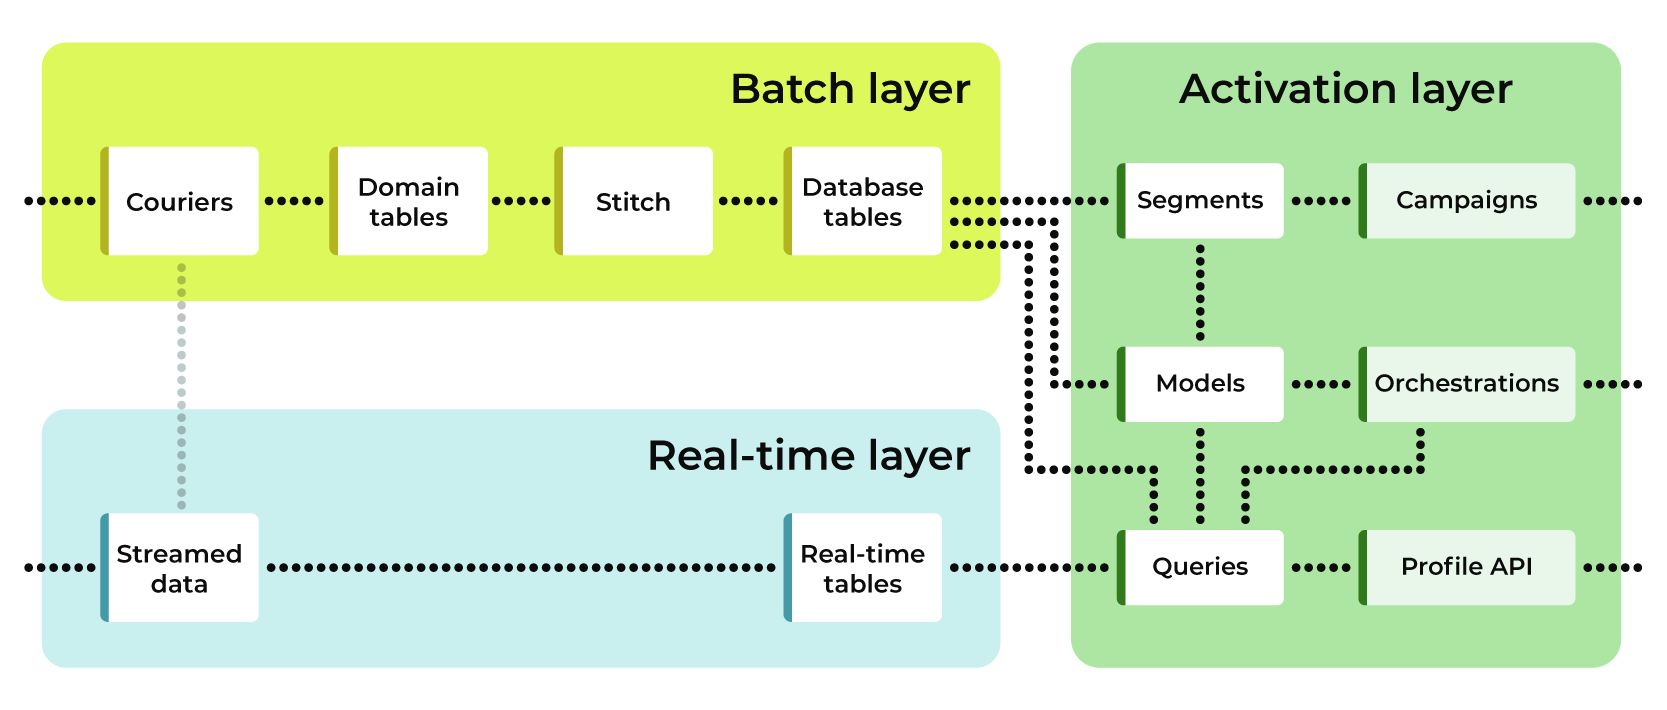 Batch layer
Couriers
Domain
tables
Stitch
Database
tables
Real-time layer
Streamed
data
Real-time
tables
Activation layer
Segments
Campaigns
Models
Orchestrations
Queries
Profile API